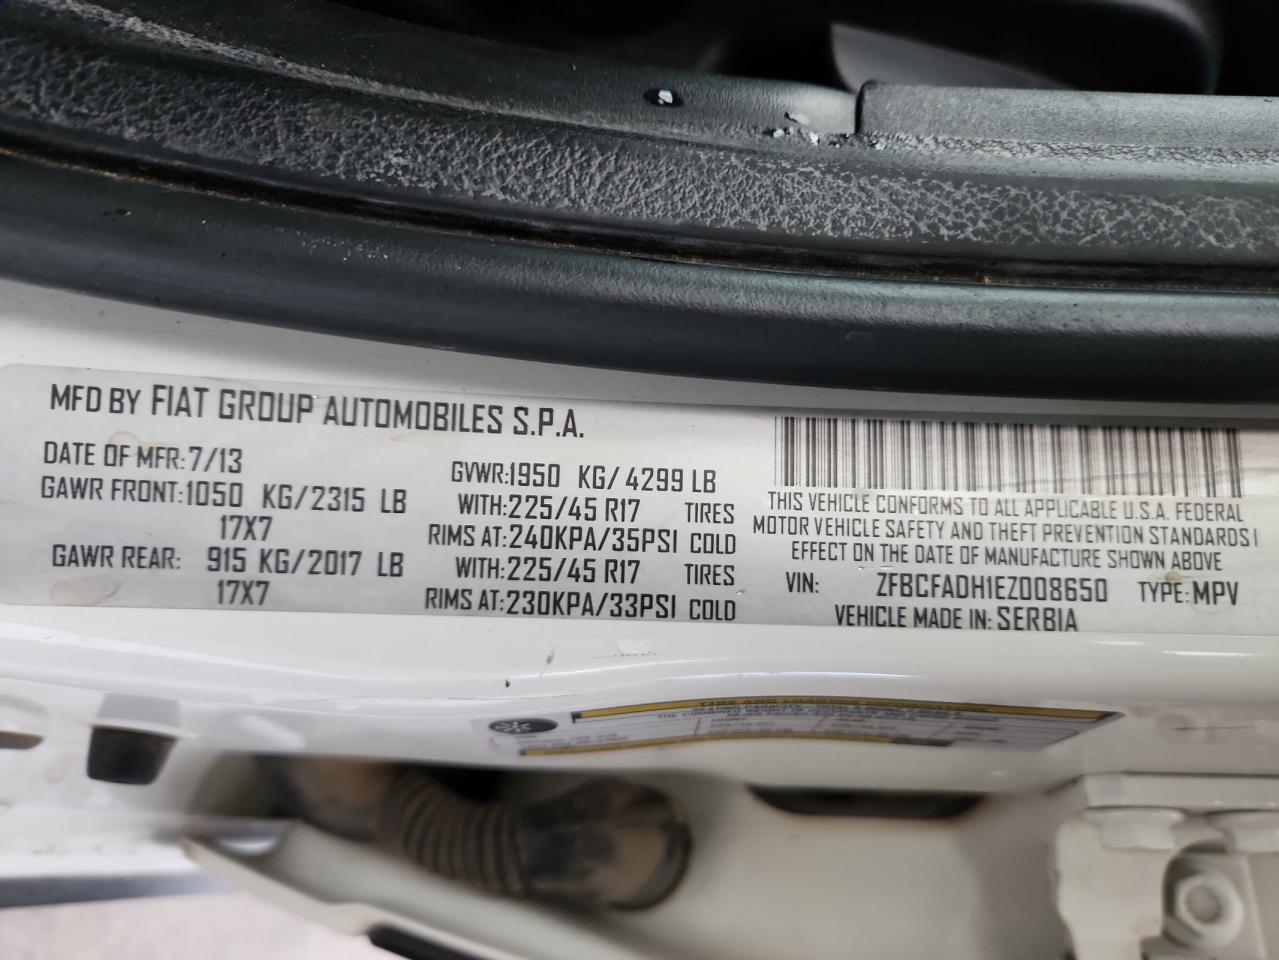 MFD BY FIAT GROUP AUTOMOBILES S.P.A.
DATE OF MFR: 7/13
GAWR FRONT: 1050 KG/2315 LB
17X7
GAWR REAR: 915 KG/2017 LB
17X7
GVWR: 1950 KG/4299 LB
WITH: 225/45 R17 TIRES
RIMS AT: 240KPA/35PSI COLD
WITH: 225/45 R17 TIRES
RIMS AT: 230KPA/33PSI COLD
THIS VEHICLE CONFORMS TO ALL APPLICABLE U.S.A. FEDERAL
MOTOR VEHICLE SAFETY AND THEFT PREVENTION STANDARDS I
EFFECT ON THE DATE OF MANUFACTURE SHOWN ABOVE
VIN: ZFBCFADH1EZ008650 TYPE: MPV
VEHICLE MADE IN: SERBIA
TIRE AND LOADING INFORMATION